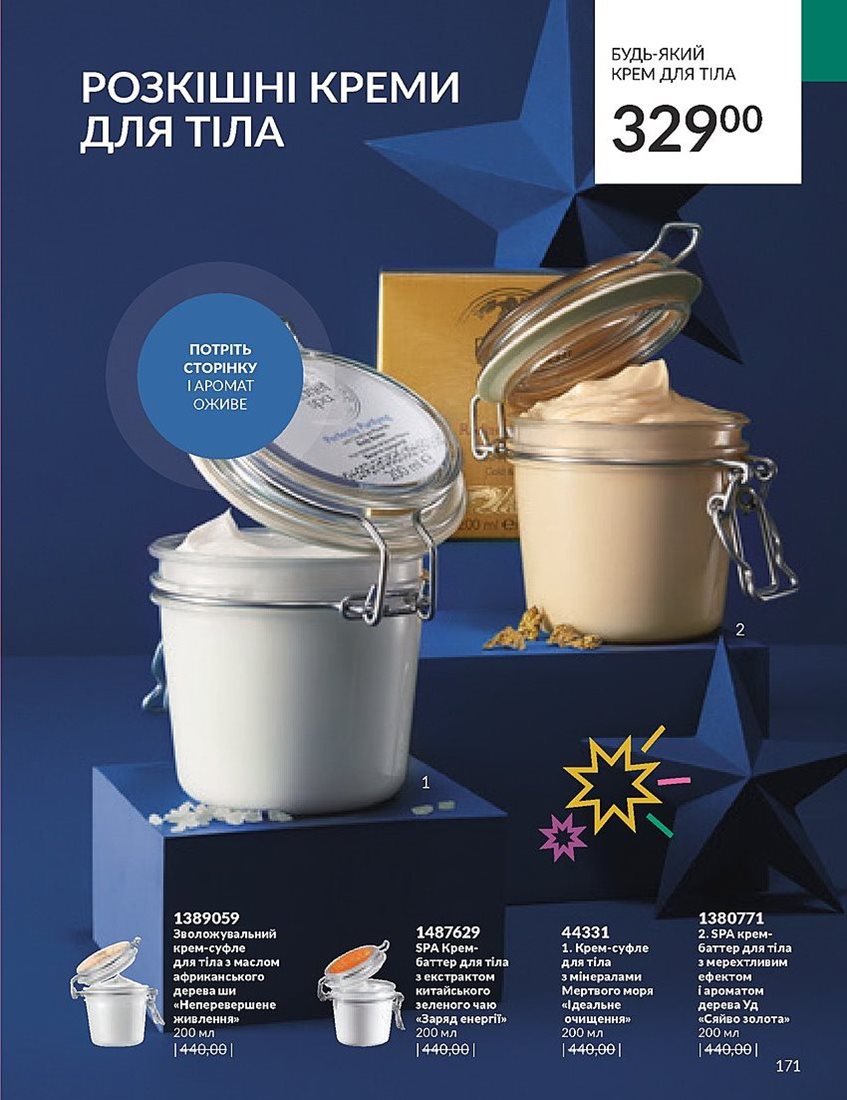 РОЗКІШНІ КРЕМИ
ДЛЯ ТІЛА
БУДЬ-ЯКИЙ
КРЕМ ДЛЯ ТІЛА
329⁰⁰
ПОТРІТЬ
СТОРІНКУ
І АРОМАТ
ОЖИВЕ
200 ml e
200 ml e
2
1
1389059
Зволожувальний
крем-суфле
для тіла з маслом
африканського
дерева ши
«Неперевершене
живлення»
200 мл
|440,00|
1487629
SPA Крем-
баттер для тіла
з екстрактом
китайського
зеленого чаю
«Заряд енергії»
200 мл
|440,00|
44331
1. Крем-суфле
для тіла
з мінералами
Мертвого моря
«Ідеальне
очищення»
200 мл
|440,00|
1380771
2. SPA крем-
баттер для тіла
з мерехтливим
ефектом
і ароматом
дерева Уд
«Сяйво золота»
200 мл
|440,00|
171